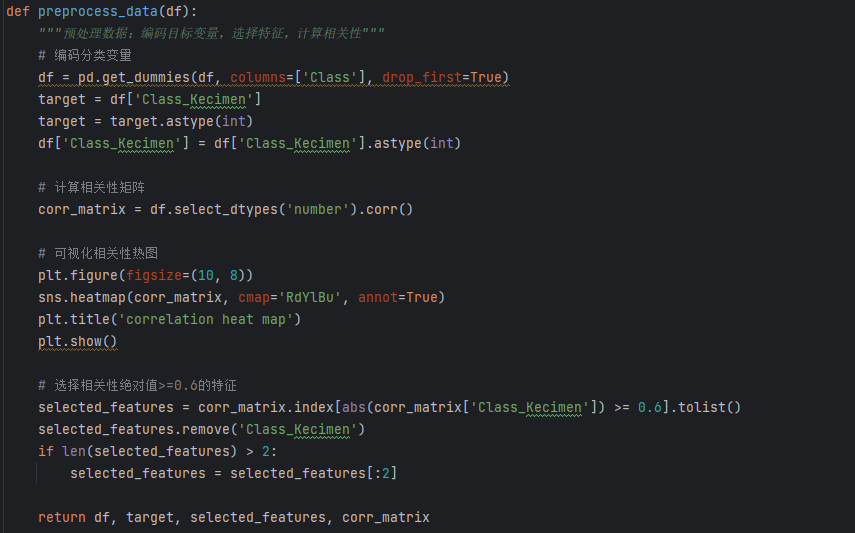 def preprocess_data(df):
    """预处理数据：编码目标变量，选择特征，计算相关性"""
    # 编码分类变量
    df = pd.get_dummies(df, columns=['Class'], drop_first=True)
    target = df['Class_Kecimen']
    target = target.astype(int)
    df['Class_Kecimen'] = df['Class_Kecimen'].astype(int)

    # 计算相关性矩阵
    corr_matrix = df.select_dtypes('number').corr()

    # 可视化相关性热图
    plt.figure(figsize=(10, 8))
    sns.heatmap(corr_matrix, cmap='RdYlBu', annot=True)
    plt.title('correlation heat map')
    plt.show()

    # 选择相关性绝对值>=0.6的特征
    selected_features = corr_matrix.index[abs(corr_matrix['Class_Kecimen']) >= 0.6].tolist()
    selected_features.remove('Class_Kecimen')
    if len(selected_features) > 2:
        selected_features = selected_features[:2]

    return df, target, selected_features, corr_matrix